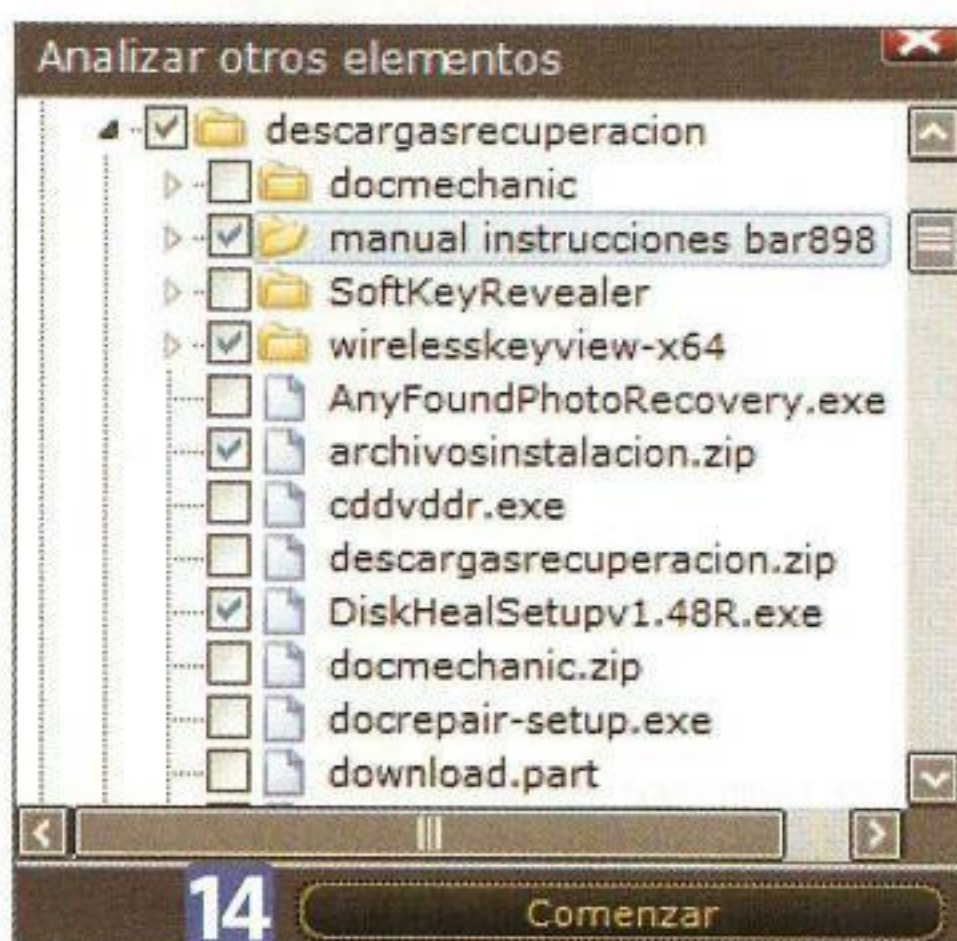 Analizar otros elementos
descargasrecuperacion
docmechanic
manual instrucciones bar898
SoftKeyRevealer
wirelesskeyview-x64
AnyFoundPhotoRecovery.exe
archivosinstalacion.zip
cddvddr.exe
descargasrecuperacion.zip
DiskHealSetupv1.48R.exe
docmechanic.zip
docrepair-setup.exe
download.part
14 Comenzar